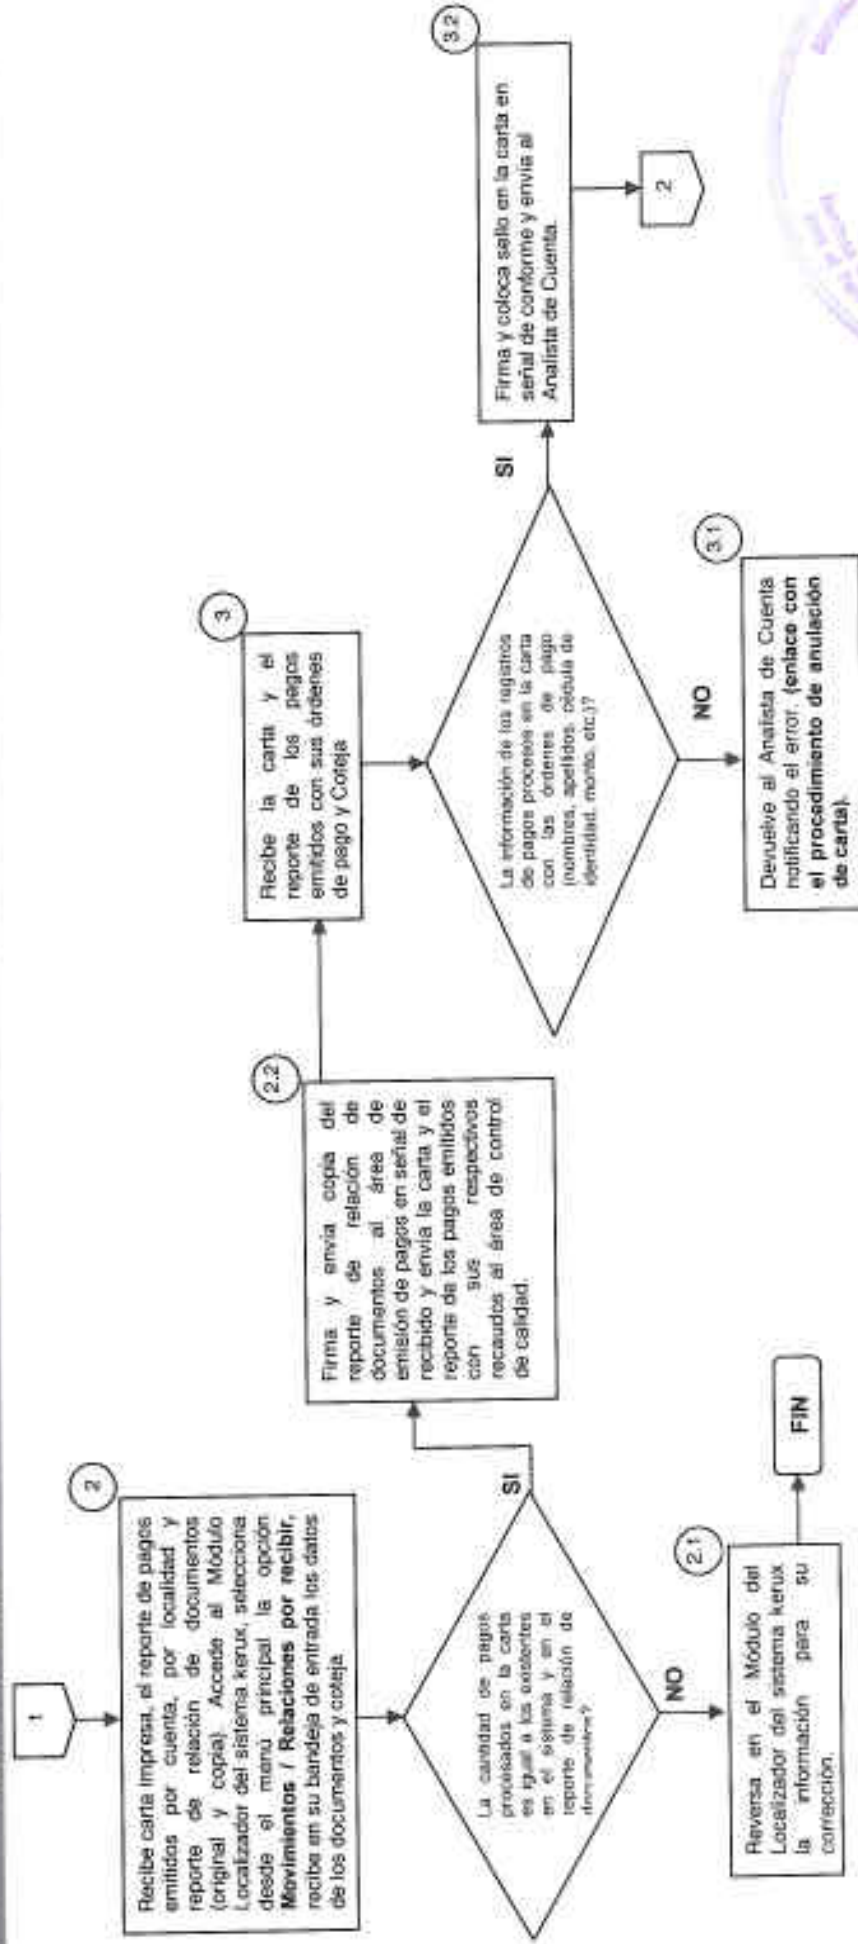 1
2
Recibe carta impresa, el reporte de pagos
emitidos por cuenta, por localidad y
reporte de relación de documentos
(original y copia). Accede al Módulo
Localizador del sistema kerux, selecciona
desde el menú principal la opción
Movimientos / Relaciones por recibir,
recibe en su bandeja de entrada los datos
de los documentos y coteja
La cantidad de pagos
procesados en la carta
es igual a los existentes
en el sistema y en el
reporte de relación de
documentos?
SI
NO
2.1
Reversa en el Módulo del
Localizador del sistema kerux
la información para su
corrección.
FIN
2.2
Firma y envía copia del
reporte de relación de
documentos al área de
emisión de pagos en señal de
recibido y envía la carta y el
reporte de los pagos emitidos
con sus respectivos
recaudos al área de control
de calidad.
3
Recibe la carta y el
reporte de los pagos
emitidos con sus órdenes
de pago y Coteja
La información de los registros
de pagos procesos en la carta
con las órdenes de pago
(nombres, apellidos, cédula de
identidad, monto, etc.)?
SI
NO
3.1
Devuelve al Analista de Cuenta
notificando el error. (enlace con
el procedimiento de anulación
de carta).
3.2
Firma y coloca sello en la carta en
señal de conforme y envía al
Analista de Cuenta.
2